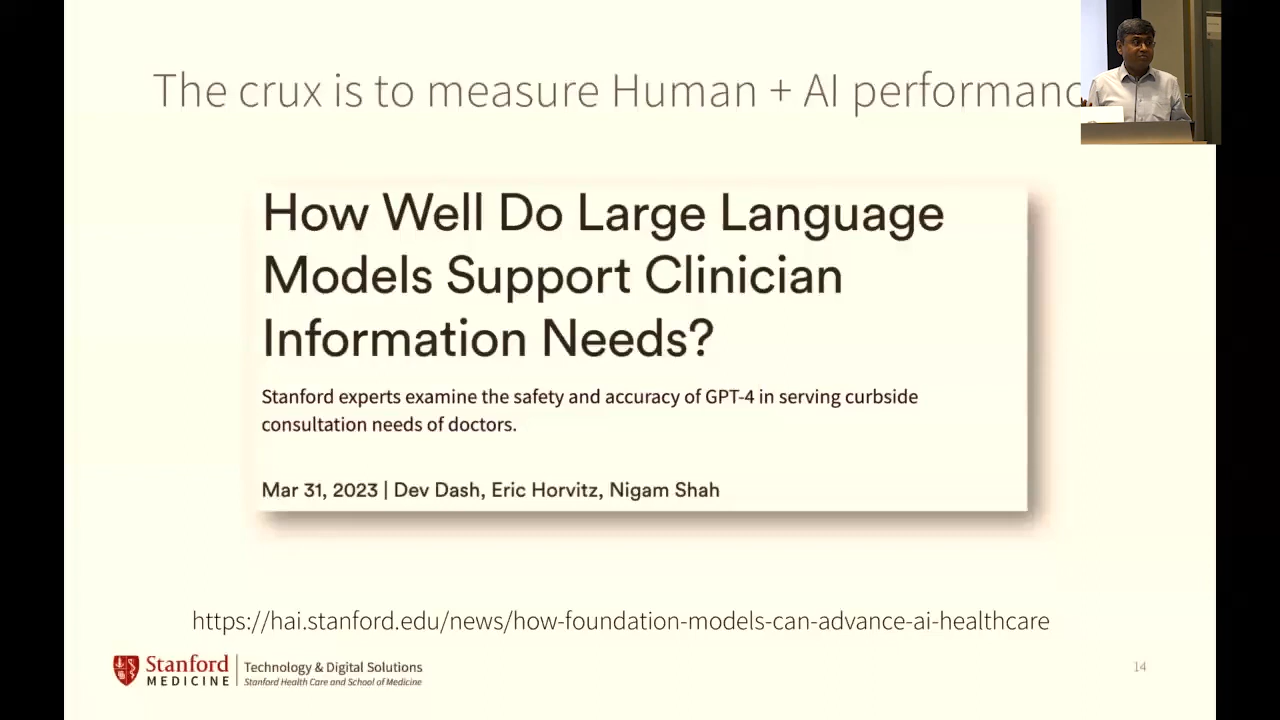 The crux is to measure Human + AI performanc
How Well Do Large Language
Models Support Clinician
Information Needs?
Stanford experts examine the safety and accuracy of GPT-4 in serving curbside
consultation needs of doctors.
Mar 31, 2023 | Dev Dash, Eric Horvitz, Nigam Shah
https://hai.stanford.edu/news/how-foundation-models-can-advance-ai-healthcare
Stanford
MEDICINE
Technology & Digital Solutions
Stanford Health Care and School of Medicine
14